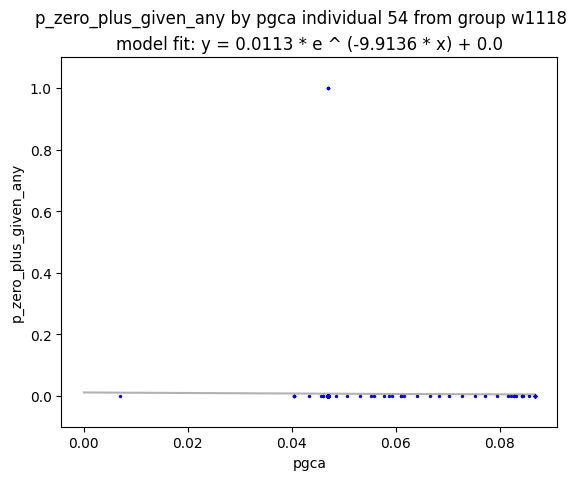 p_zero_plus_given_any by pgca individual 54 from group w1118
model fit: y = 0.0113 * e ^ (-9.9136 * x) + 0.0
1.0
0.8
0.6
0.4
0.2
0.0
p_zero_plus_given_any
0.00 0.02 0.04 0.06 0.08
pgca